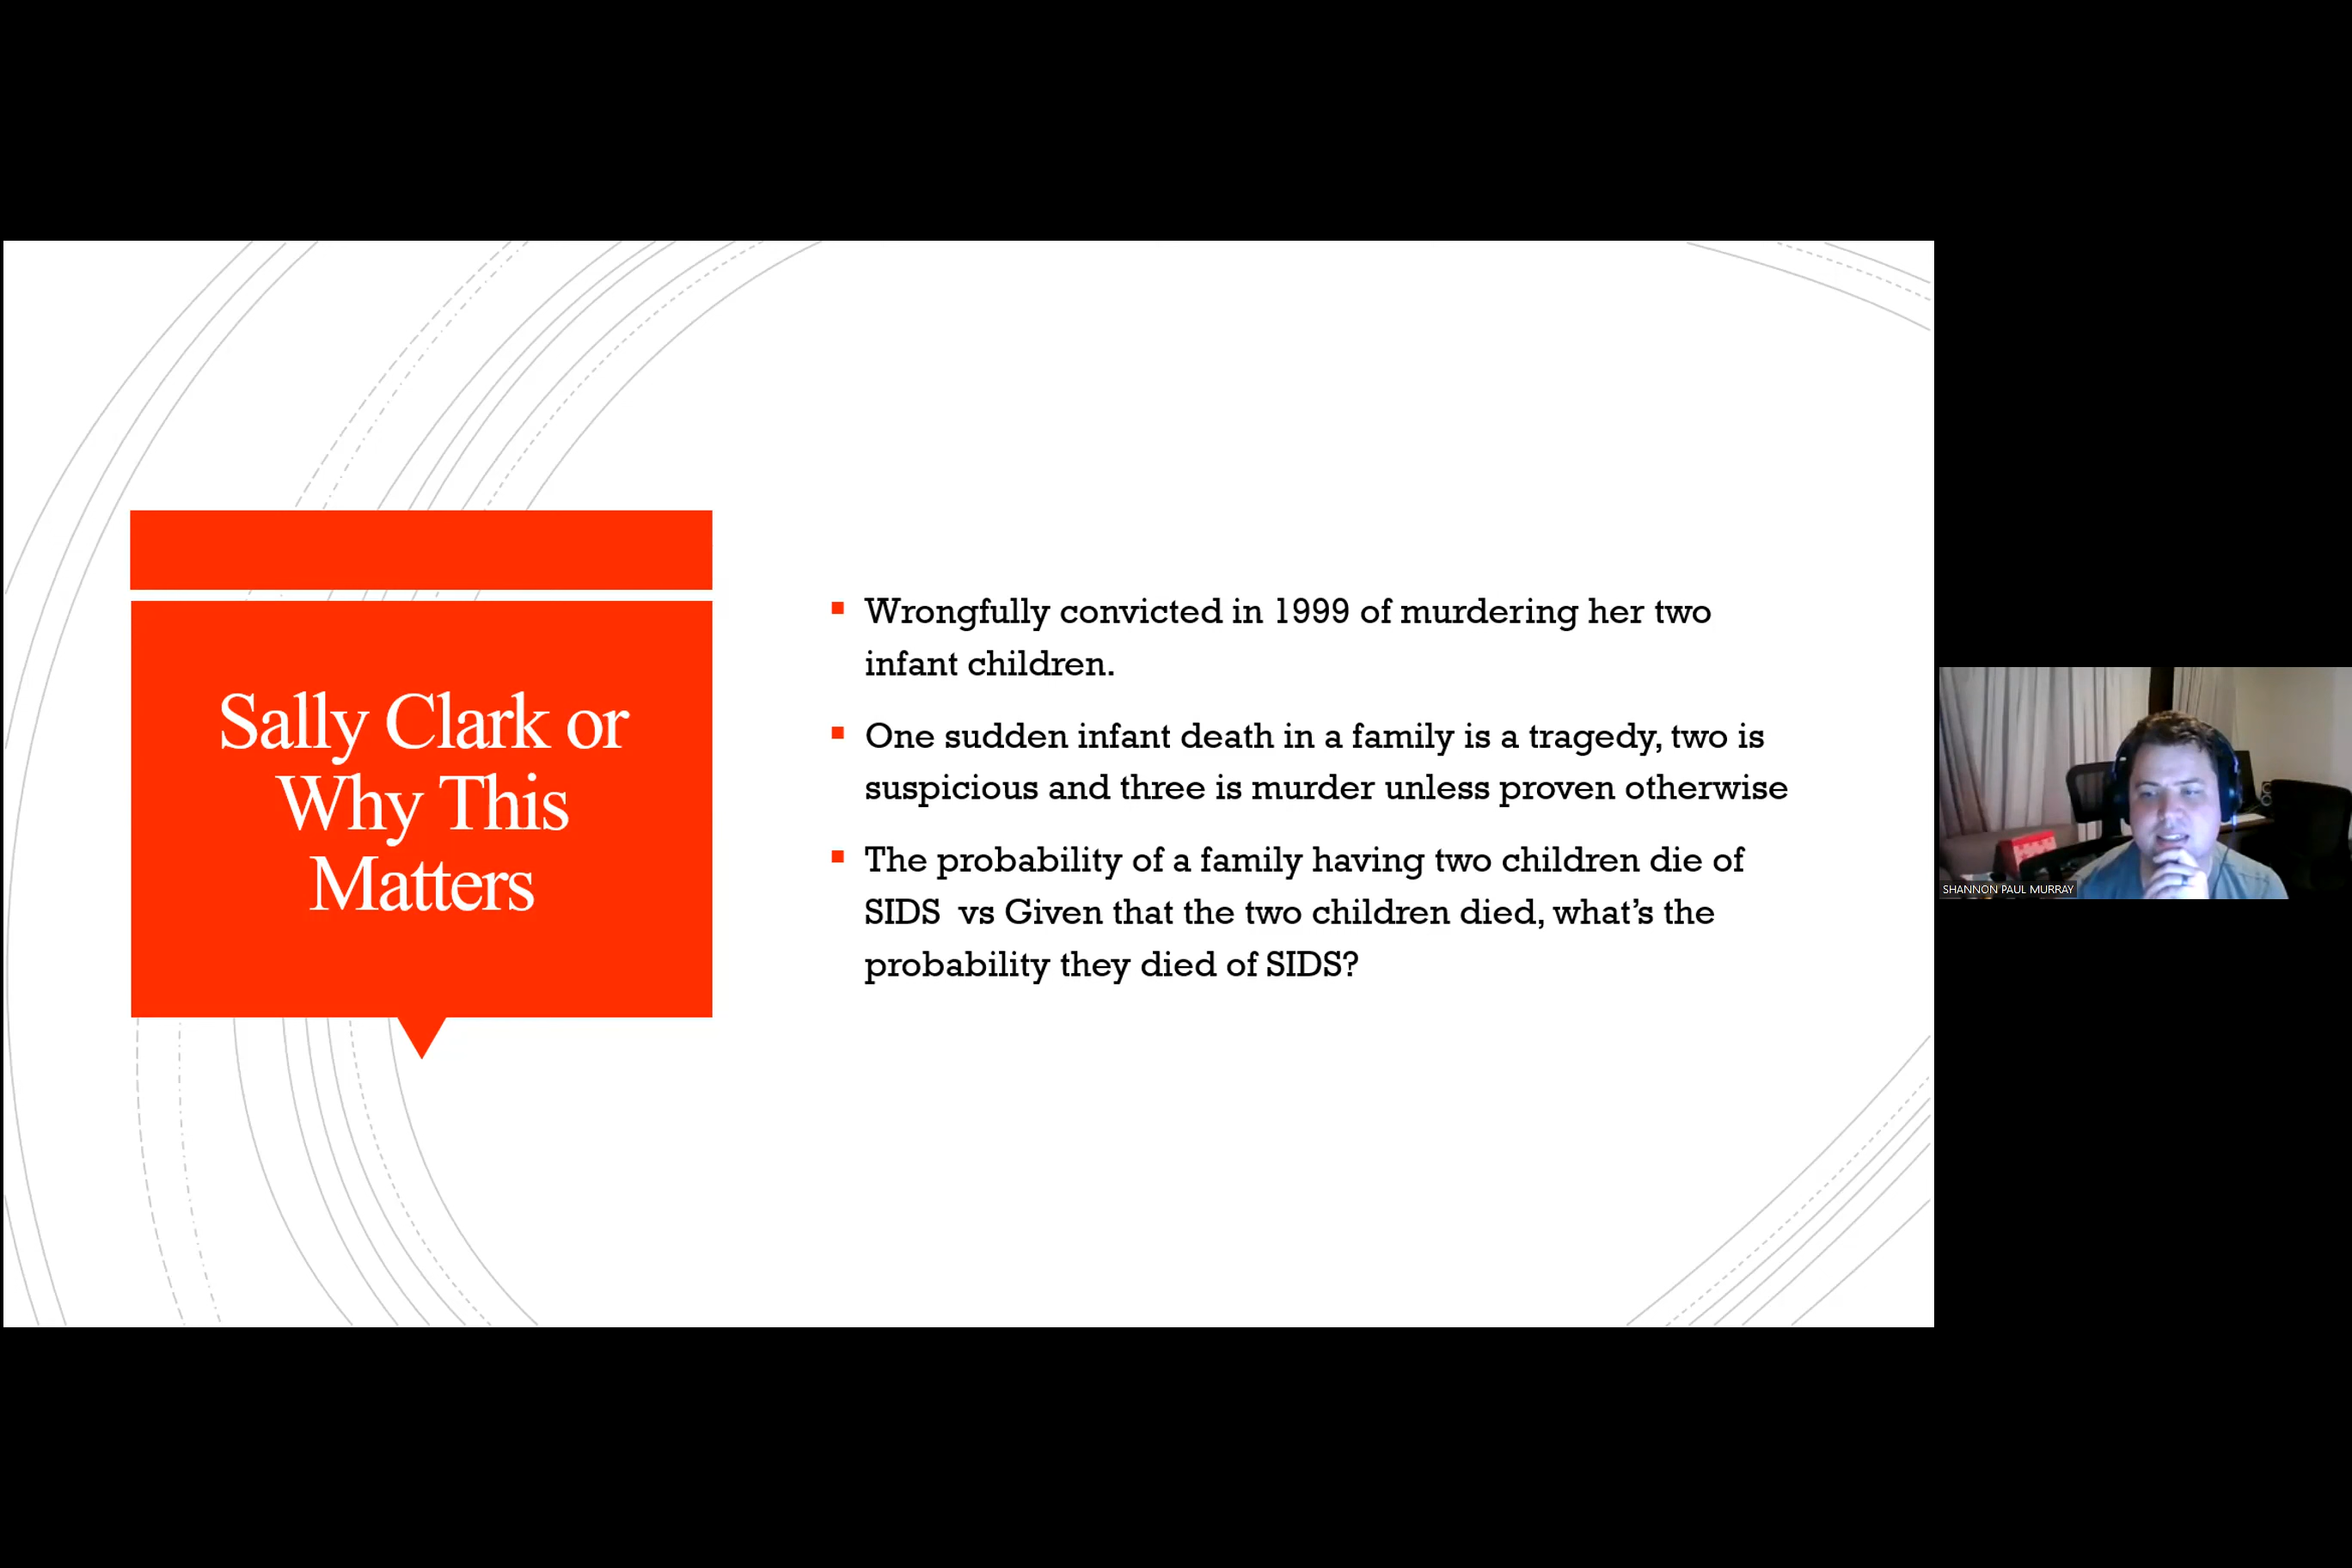 Sally Clark or
Why This
Matters
Wrongfully convicted in 1999 of murdering her two
infant children.
One sudden infant death in a family is a tragedy, two is
suspicious and three is murder unless proven otherwise
The probability of a family having two children die of
SIDS  vs Given that the two children died, what’s the
probability they died of SIDS?
SHANNON PAUL MURRAY